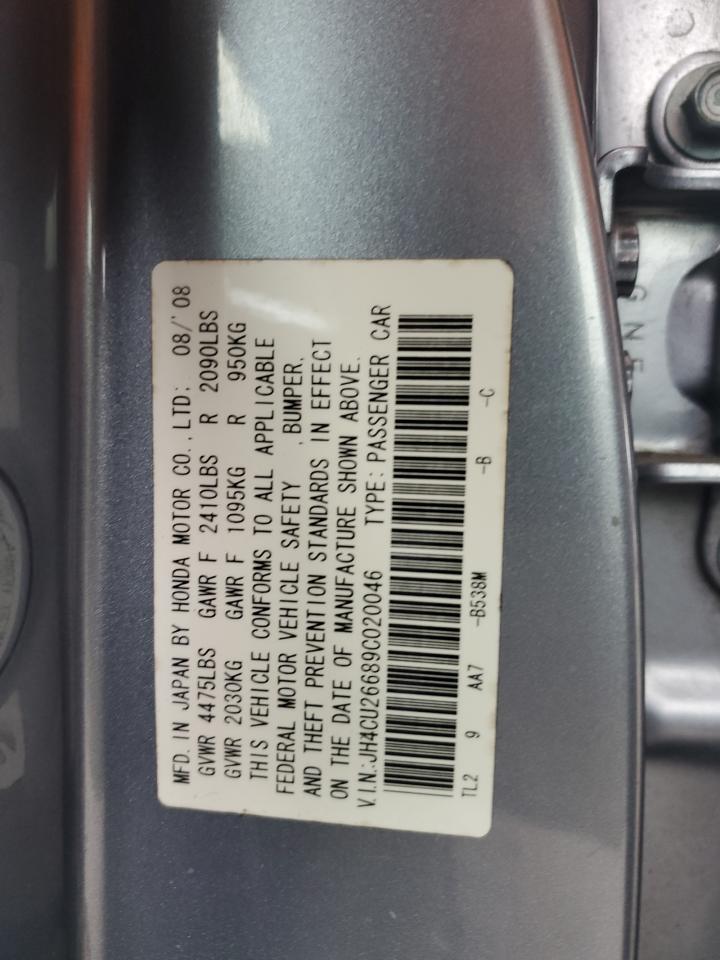 MFD. IN JAPAN BY HONDA MOTOR CO., LTD: 08/'08
GVWR 4475LBS GAWR F 2410LBS R 2090LBS
GVWR 2030KG GAWR F 1095KG R 950KG
THIS VEHICLE CONFORMS TO ALL APPLICABLE
FEDERAL MOTOR VEHICLE SAFETY , BUMPER,
AND THEFT PREVENTION STANDARDS IN EFFECT
ON THE DATE OF MANUFACTURE SHOWN ABOVE.
V.I.N.:JH4CU26689C020046 TYPE: PASSENGER CAR
TL2 9 AA7 -B538M -B -C
G N E